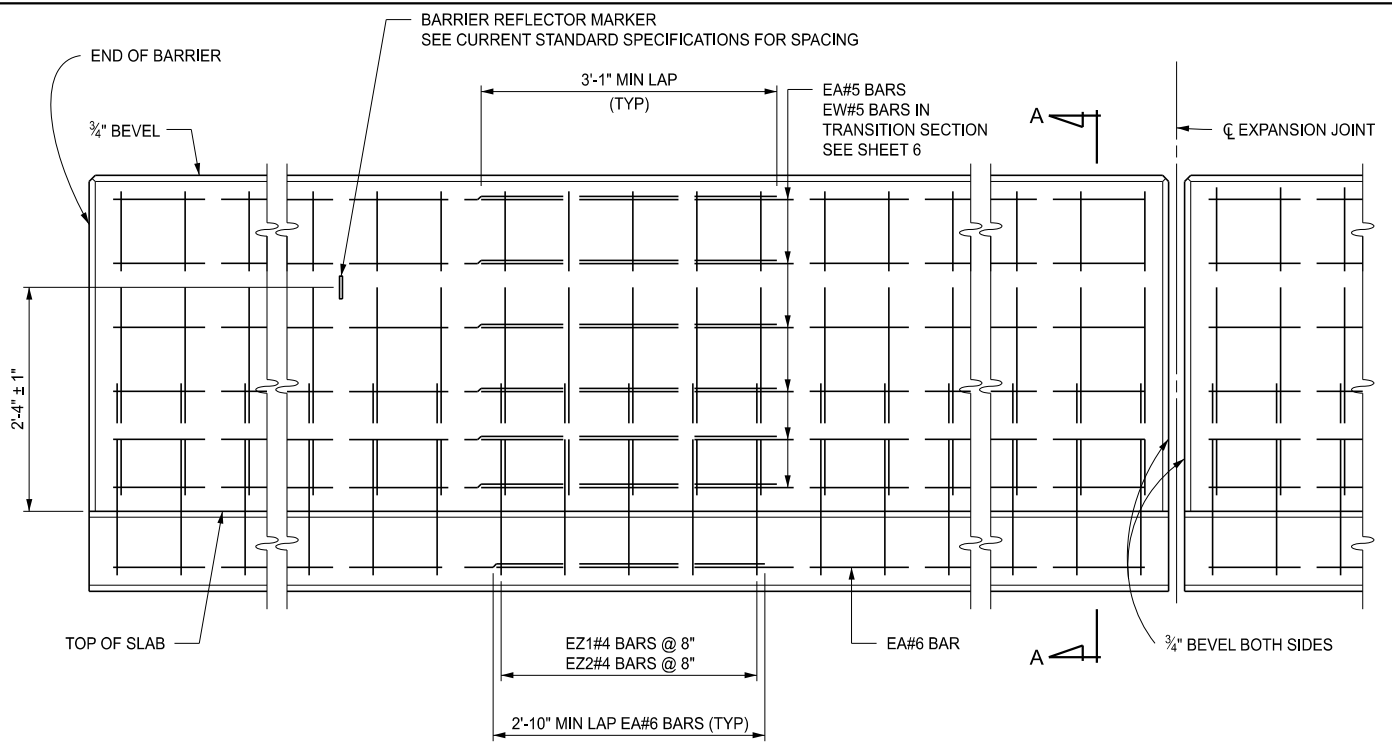 BARRIER REFLECTOR MARKER
SEE CURRENT STANDARD SPECIFICATIONS FOR SPACING
END OF BARRIER
3'-1" MIN LAP
(TYP)
EA#5 BARS
EW#5 BARS IN
TRANSITION SECTION
SEE SHEET 6
A
℄ EXPANSION JOINT
¾" BEVEL
2'-4" ± 1"
TOP OF SLAB
EZ1#4 BARS @ 8"
EZ2#4 BARS @ 8"
EA#6 BAR
A
¾" BEVEL BOTH SIDES
2'-10" MIN LAP EA#6 BARS (TYP)